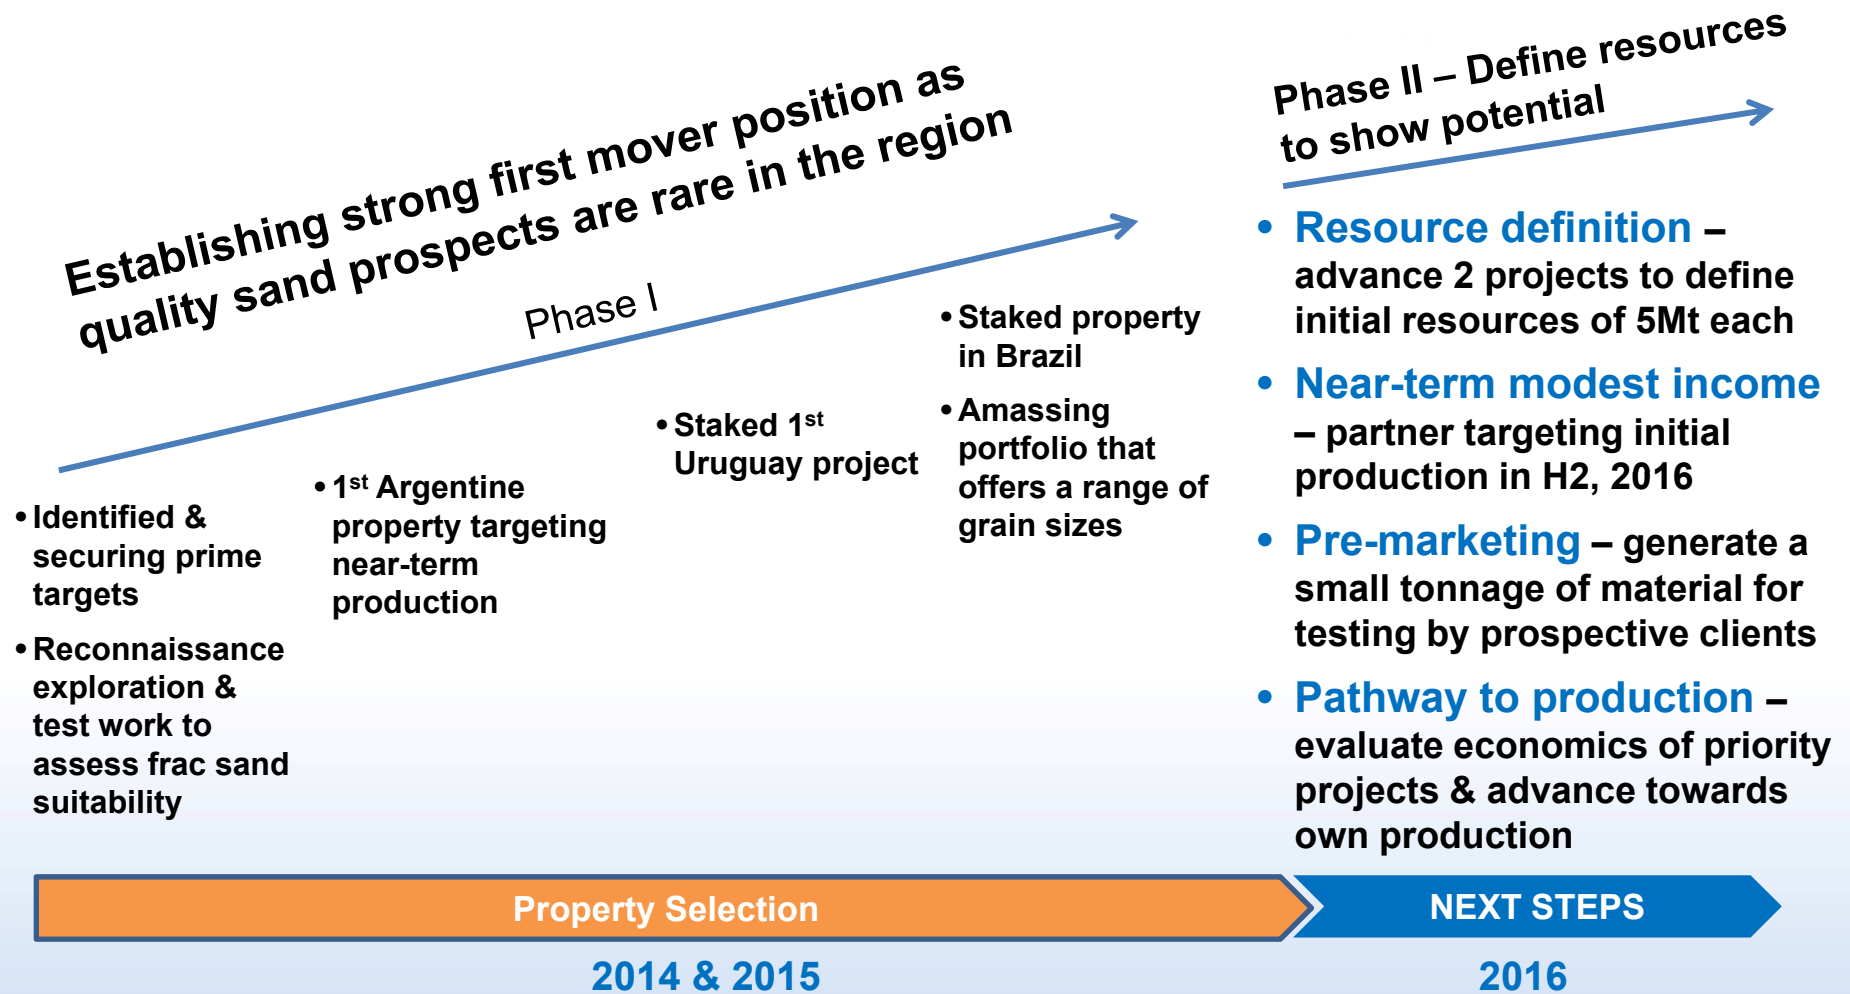 Establishing strong first mover position as
quality sand prospects are rare in the region
Phase I
• Identified &
securing prime
targets
• Reconnaissance
exploration &
test work to
assess frac sand
suitability
• 1st Argentine
property targeting
near-term
production
• Staked 1st
Uruguay project
• Staked property
in Brazil
• Amassing
portfolio that
offers a range of
grain sizes
Phase II – Define resources
to show potential
• Resource definition –
advance 2 projects to define
initial resources of 5Mt each
• Near-term modest income
– partner targeting initial
production in H2, 2016
• Pre-marketing – generate a
small tonnage of material for
testing by prospective clients
• Pathway to production –
evaluate economics of priority
projects & advance towards
own production
Property Selection
NEXT STEPS
2014 & 2015
2016